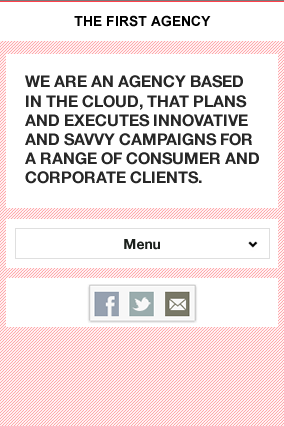 THE FIRST AGENCY
WE ARE AN AGENCY BASED
IN THE CLOUD, THAT PLANS
AND EXECUTES INNOVATIVE
AND SAVVY CAMPAIGNS FOR
A RANGE OF CONSUMER AND
CORPORATE CLIENTS.
Menu